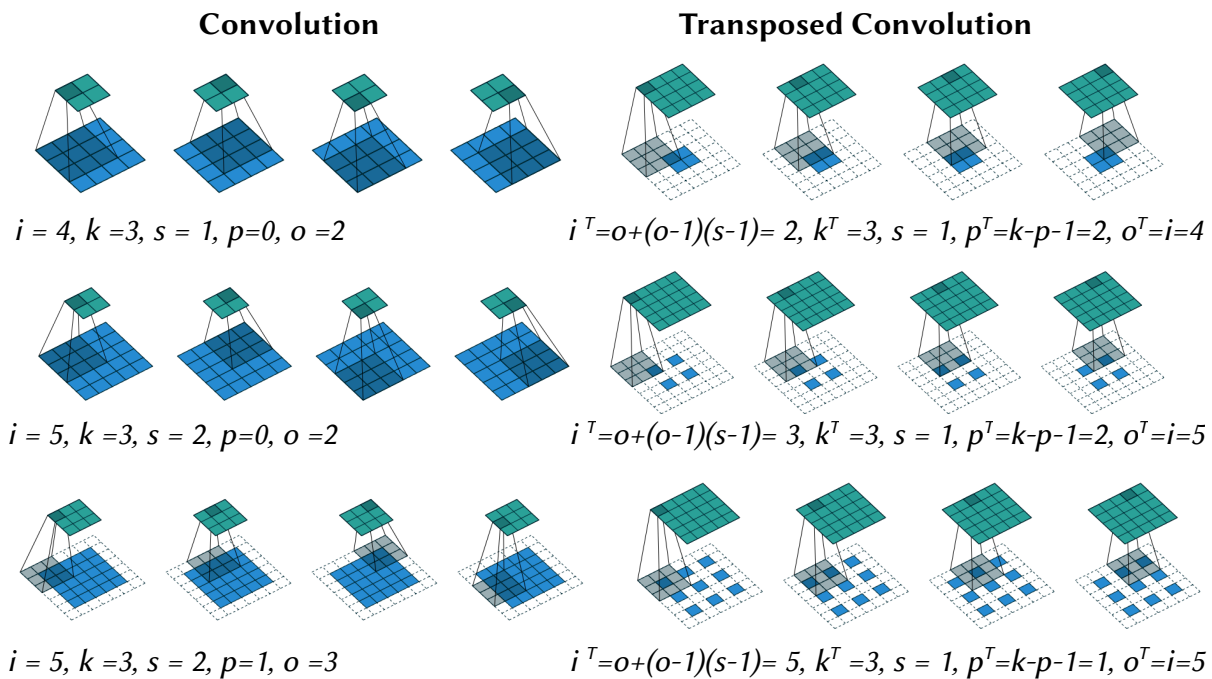 Convolution Transposed Convolution
i = 4, k =3, s = 1, p=0, o =2
i ᵀ=o+(o-1)(s-1)= 2, kᵀ =3, s = 1, pᵀ=k-p-1=2, oᵀ=i=4
i = 5, k =3, s = 2, p=0, o =2
i ᵀ=o+(o-1)(s-1)= 3, kᵀ =3, s = 1, pᵀ=k-p-1=2, oᵀ=i=5
i = 5, k =3, s = 2, p=1, o =3
i ᵀ=o+(o-1)(s-1)= 5, kᵀ =3, s = 1, pᵀ=k-p-1=1, oᵀ=i=5